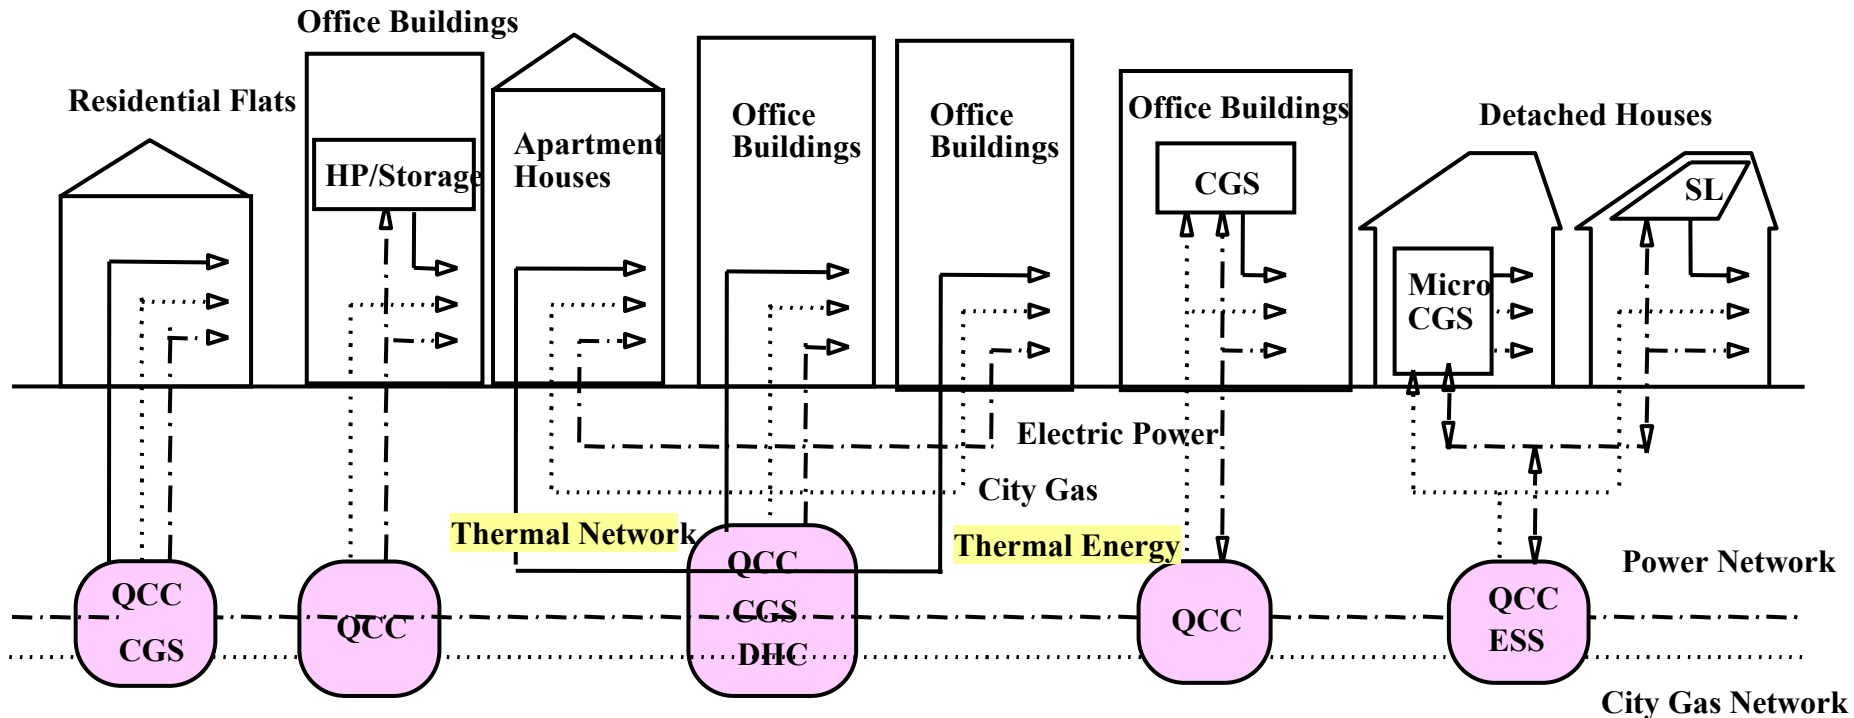 Office Buildings
Residential Flats
HP/Storage
Apartment
Houses
Office
Buildings
Office
Buildings
Office Buildings
CGS
Detached Houses
SL
Micro
CGS
Electric Power
City Gas
Thermal Network
Thermal Energy
Power Network
QCC
CGS
QCC
QCC
CGS
DHC
QCC
QCC
ESS
City Gas Network